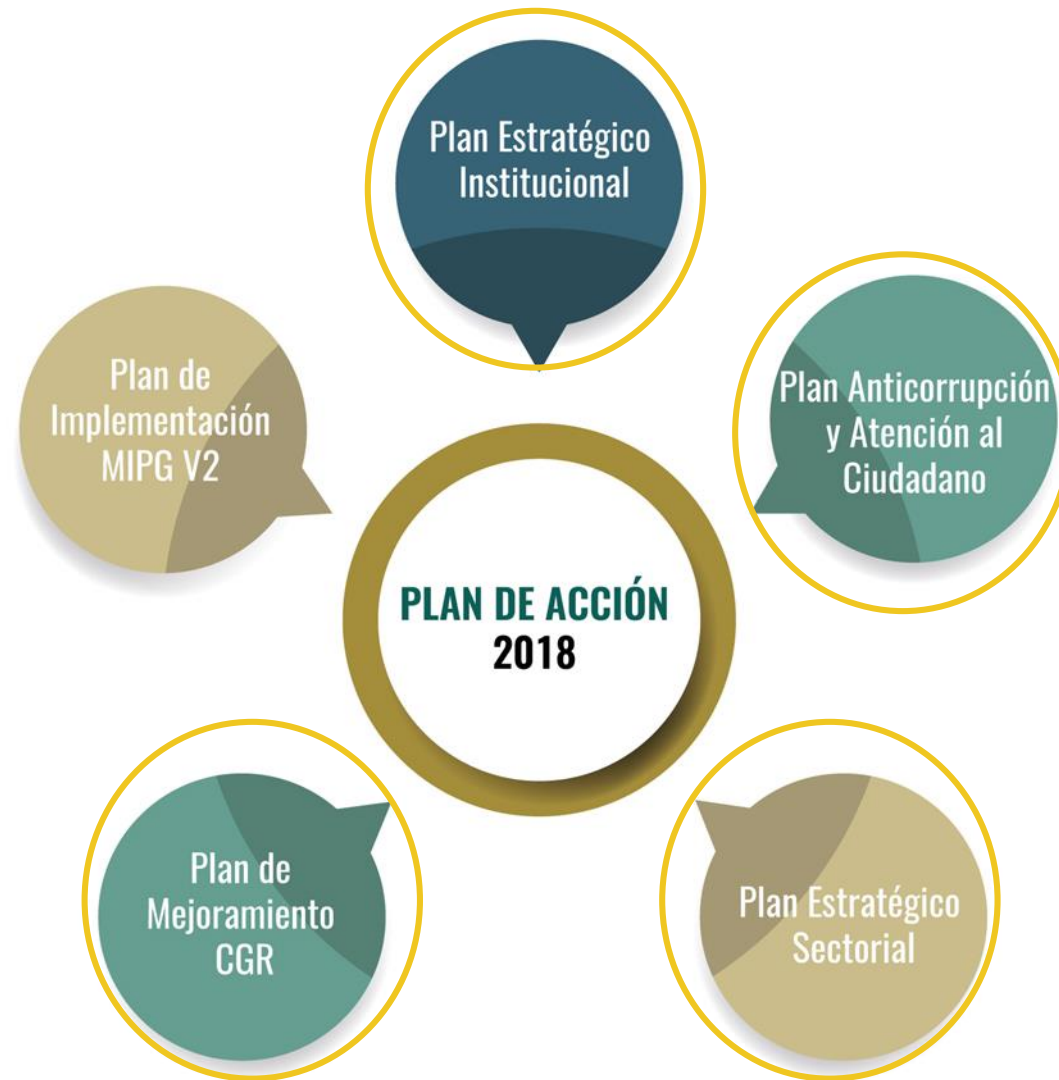 Plan Estratégico
Institucional
Plan Anticorrupción
y Atención al
Ciudadano
Plan de
Implementación
MIPG V2
PLAN DE ACCIÓN
2018
Plan de
Mejoramiento
CGR
Plan Estratégico
Sectorial